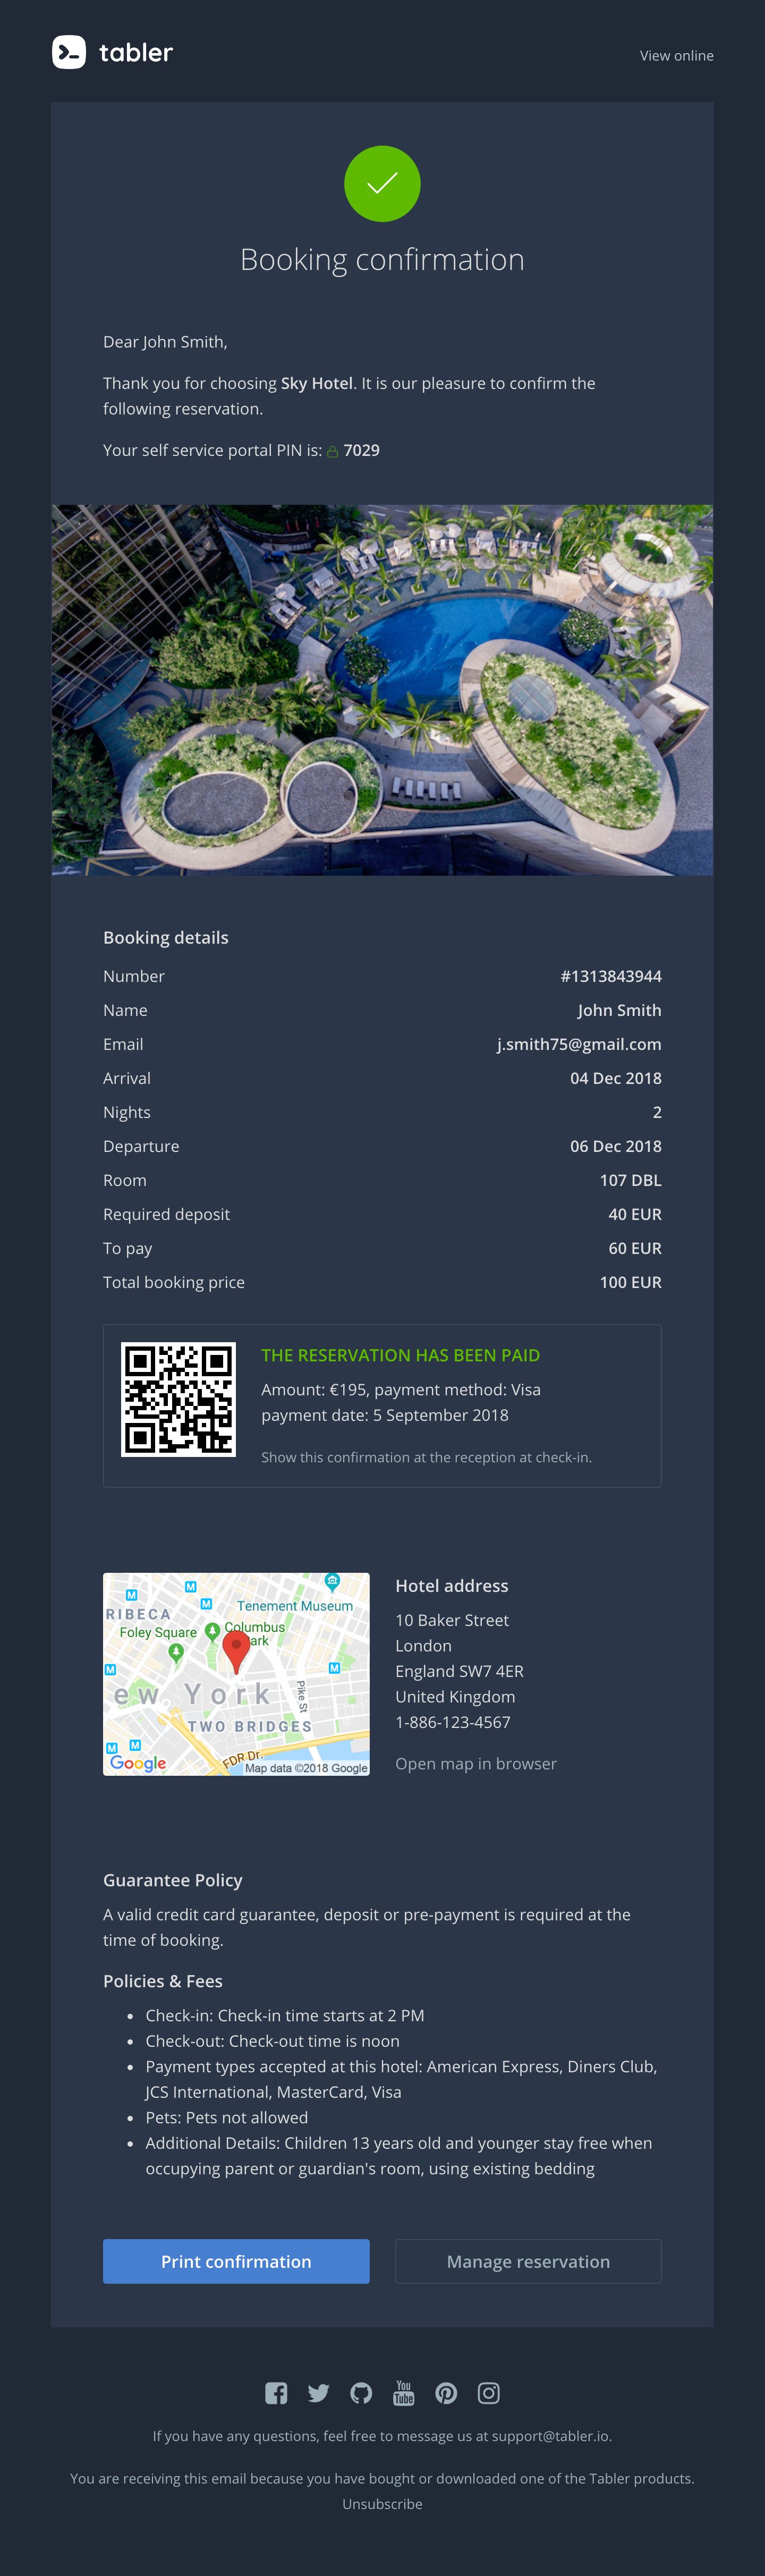 tabler
View online
Booking confirmation
Dear John Smith,
Thank you for choosing Sky Hotel. It is our pleasure to confirm the
following reservation.
Your self service portal PIN is: 7029
Booking details
Number #1313843944
Name John Smith
Email j.smith75@gmail.com
Arrival 04 Dec 2018
Nights 2
Departure 06 Dec 2018
Room 107 DBL
Required deposit 40 EUR
To pay 60 EUR
Total booking price 100 EUR
THE RESERVATION HAS BEEN PAID
Amount: €195, payment method: Visa
payment date: 5 September 2018
Show this confirmation at the reception at check-in.
M
M
M
RIBECA
Tenement Museum
Foley Square
Columbus
ark
M
M
ew York
Pike St
TWO BRIDGES
M
M
FDR Dr.
Google
Map data ©2018 Google
Hotel address
10 Baker Street
London
England SW7 4ER
United Kingdom
1-886-123-4567
Open map in browser
Guarantee Policy
A valid credit card guarantee, deposit or pre-payment is required at the
time of booking.
Policies & Fees
• Check-in: Check-in time starts at 2 PM
• Check-out: Check-out time is noon
• Payment types accepted at this hotel: American Express, Diners Club,
JCS International, MasterCard, Visa
• Pets: Pets not allowed
• Additional Details: Children 13 years old and younger stay free when
occupying parent or guardian's room, using existing bedding
Print confirmation
Manage reservation
You
Tube
If you have any questions, feel free to message us at support@tabler.io.
You are receiving this email because you have bought or downloaded one of the Tabler products.
Unsubscribe